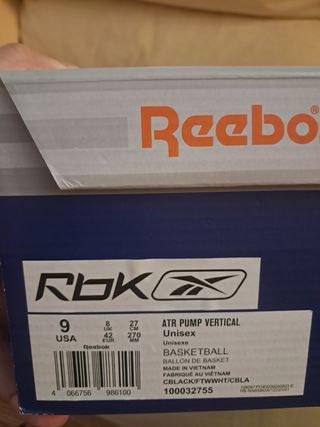 Reebo
Rbk
9
USA
8
UK
27
CM
42
EUR
270
MM
Reebok
4 066756 986100
ATR PUMP VERTICAL
Unisex
Unisexe
BASKETBALL
BALLON DE BASKET
MADE IN VIETNAM
FABRIQUÉ AU VIÊTNAM
CBLACK/FTWWHT/CBLA
100032755